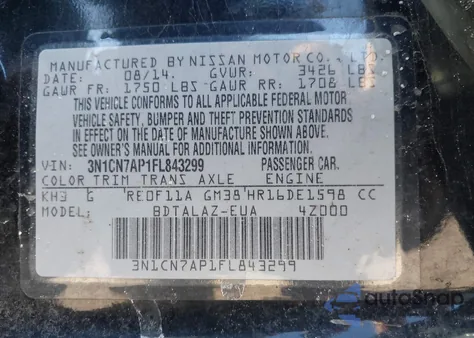 MANUFACTURED BY NISSAN MOTOR CO., LTD.
DATE: 08/14. GVWR: 3426 LBS
GAWR FR: 1750 LBS GAWR RR: 1708 LBS
THIS VEHICLE CONFORMS TO ALL APPLICABLE FEDERAL MOTOR
VEHICLE SAFETY, BUMPER AND THEFT PREVENTION STANDARDS
IN EFFECT ON THE DATE OF MANUFACTURE SHOWN ABOVE.
SEE OWNER'S MANUAL FOR ADDITIONAL INFORMATION.
VIN: 3N1CN7AP1FL843299 PASSENGER CAR.
COLOR TRIM TRANS AXLE ENGINE
KH3 G RE0F11A GM38 HR16DE1598 CC
MODEL: BDTALAZ-EUA 4Z000
3N1CN7AP1FL843299
autoSnap